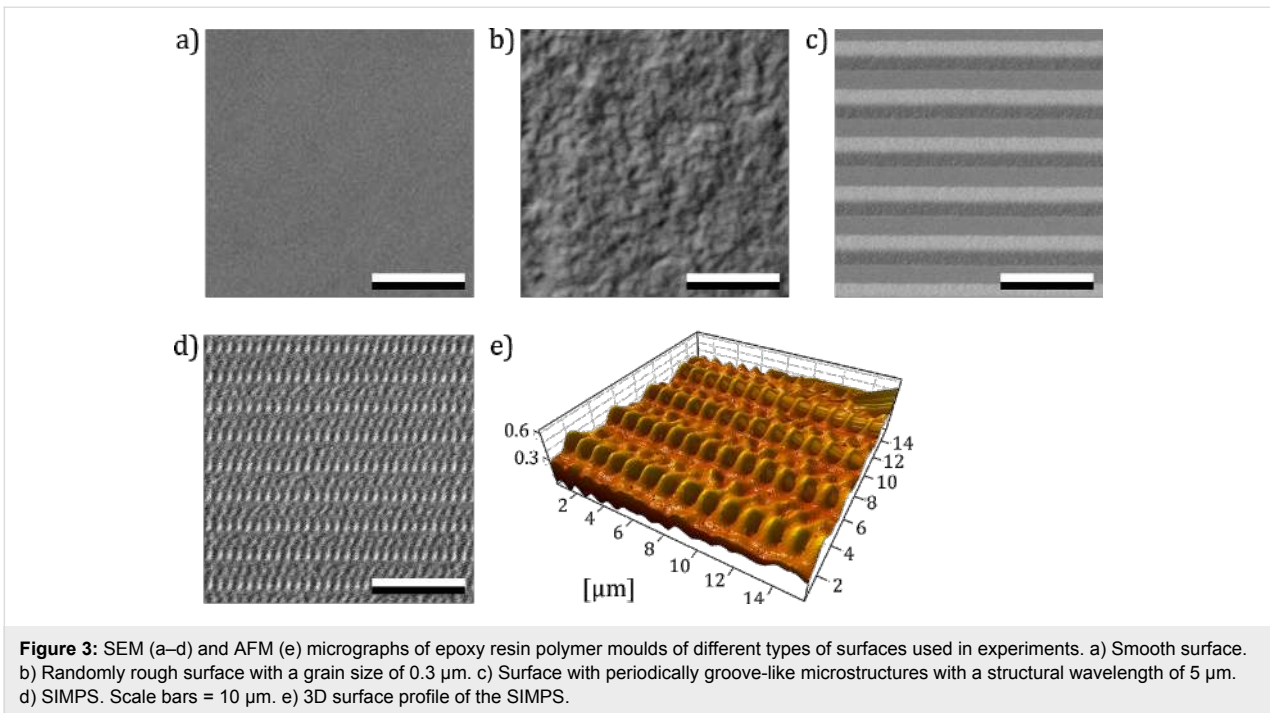 a)
b)
c)
d)
e)
0.6
0.3
2
4
6
8
10
12
14
2
4
6
8
10
12
14
[µm]
Figure 3: SEM (a–d) and AFM (e) micrographs of epoxy resin polymer moulds of different types of surfaces used in experiments. a) Smooth surface.
b) Randomly rough surface with a grain size of 0.3 µm. c) Surface with periodically groove-like microstructures with a structural wavelength of 5 µm.
d) SIMPS. Scale bars = 10 µm. e) 3D surface profile of the SIMPS.